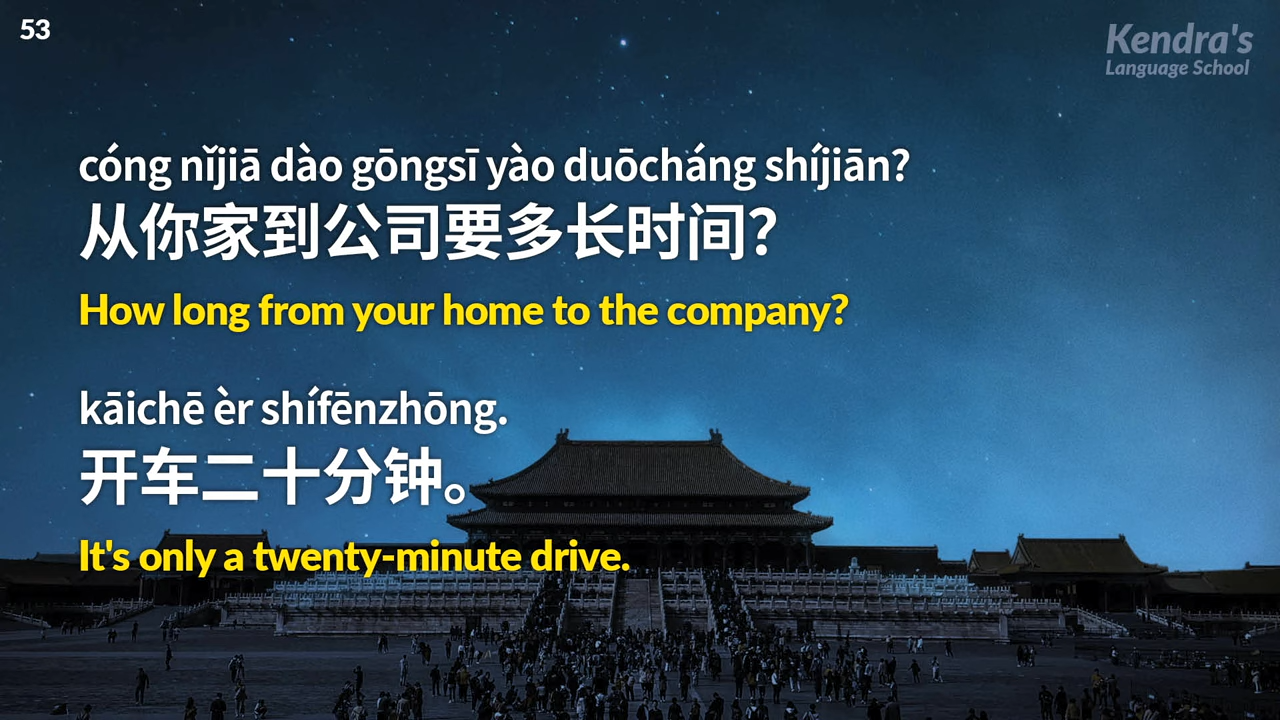 53
Kendra's
Language School
cóng nǐjiā dào gōngsī yào duōcháng shíjiān?
从你家到公司要多长时间？
How long from your home to the company?
kāichē èr shífēnzhōng.
开车二十分钟。
It's only a twenty-minute drive.